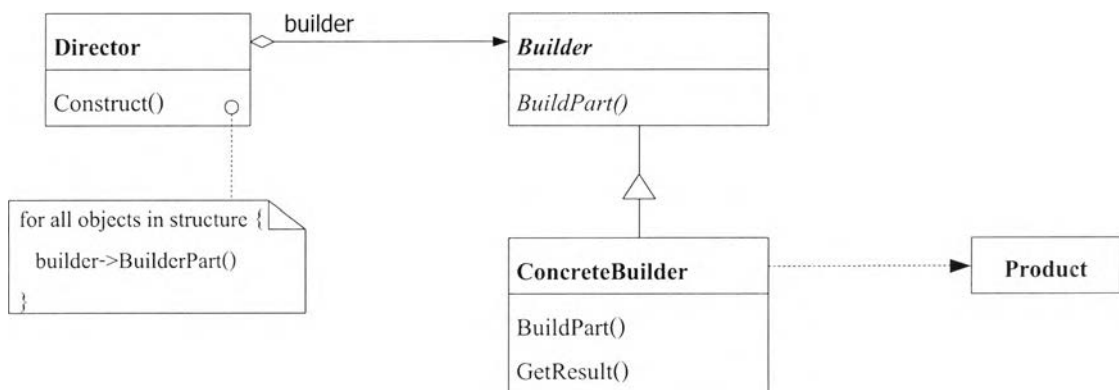 Director
builder
Builder
Construct()
BuildPart()
for all objects in structure {
builder->BuilderPart()
}
ConcreteBuilder
Product
BuildPart()
GetResult()